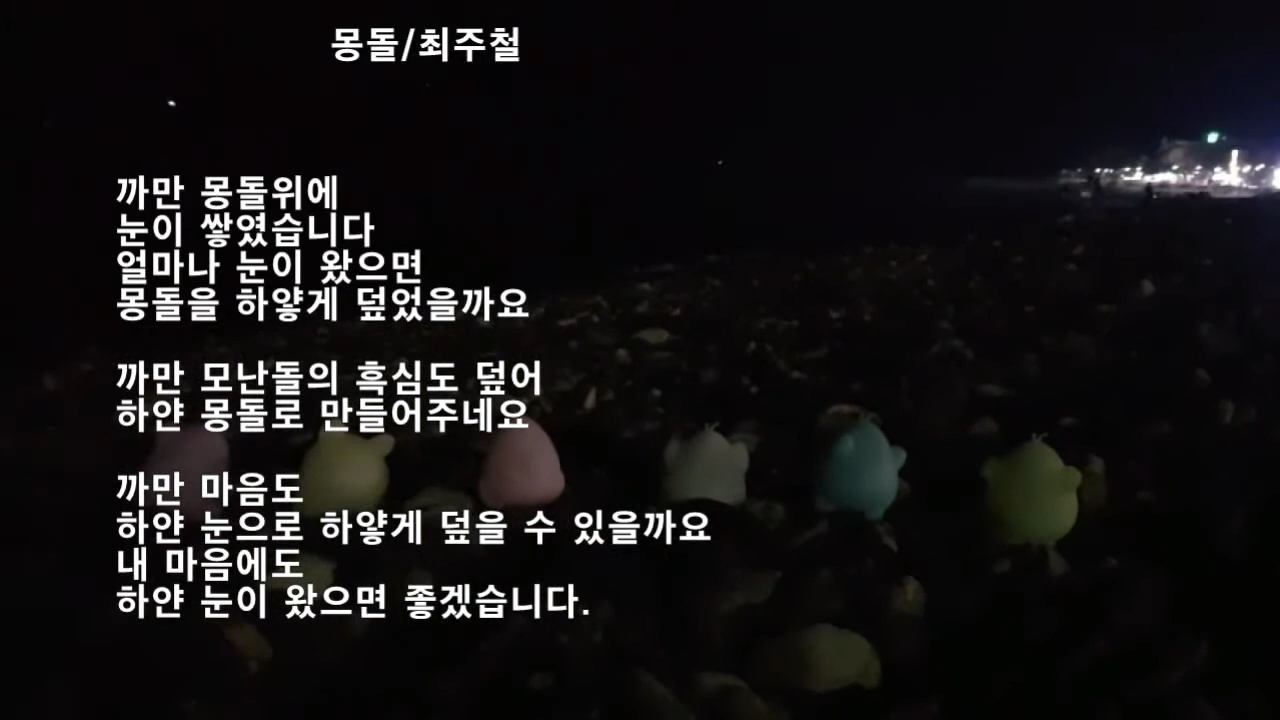 몽돌/최주철
까만 몽돌위에
눈이 쌓였습니다
얼마나 눈이 왔으면
몽돌을 하얗게 덮었을까요
까만 모난돌의 흑심도 덮어
하얀 몽돌로 만들어주네요
까만 마음도
하얀 눈으로 하얗게 덮을 수 있을까요
내 마음에도
하얀 눈이 왔으면 좋겠습니다.